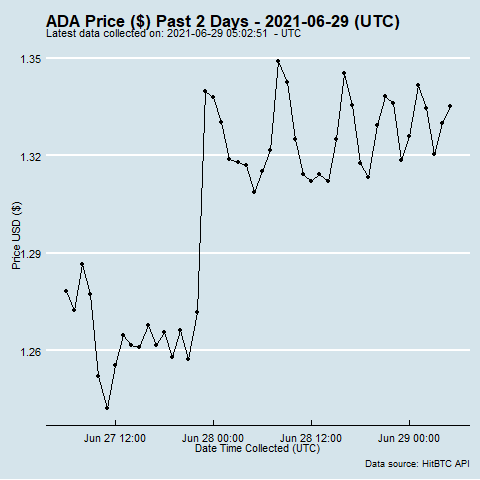 ADA Price ($) Past 2 Days - 2021-06-29 (UTC)
Latest data collected on: 2021-06-29 05:02:51 - UTC
1.35
1.32
1.29
1.26
Price USD ($)
Jun 27 12:00 Jun 28 00:00 Jun 28 12:00 Jun 29 00:00
Date Time Collected (UTC)
Data source: HitBTC API